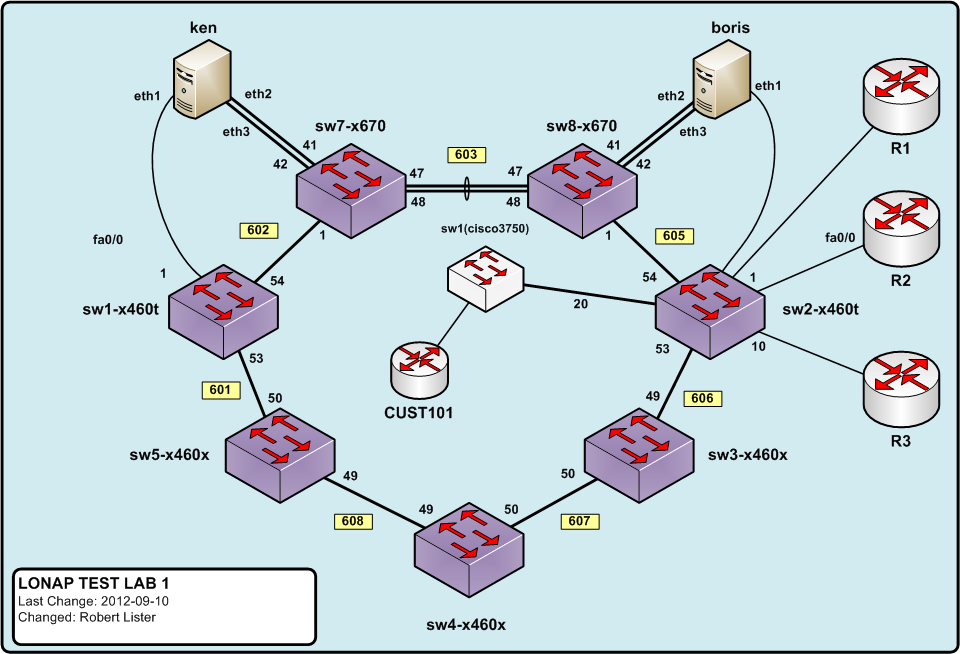 ken
boris
eth1
eth2
eth3
eth2
eth1
eth3
sw7-x670
sw8-x670
41
42
41
42
603
47
48
47
48
R1
602
1
sw1(cisco3750)
1
605
fa0/0
fa0/0
R2
1
54
54
1
sw1-x460t
sw2-x460t
20
53
53
10
CUST101
601
50
49
606
R3
sw5-x460x
sw3-x460x
49
50
608
49
50
607
sw4-x460x
LONAP TEST LAB 1
Last Change: 2012-09-10
Changed: Robert Lister